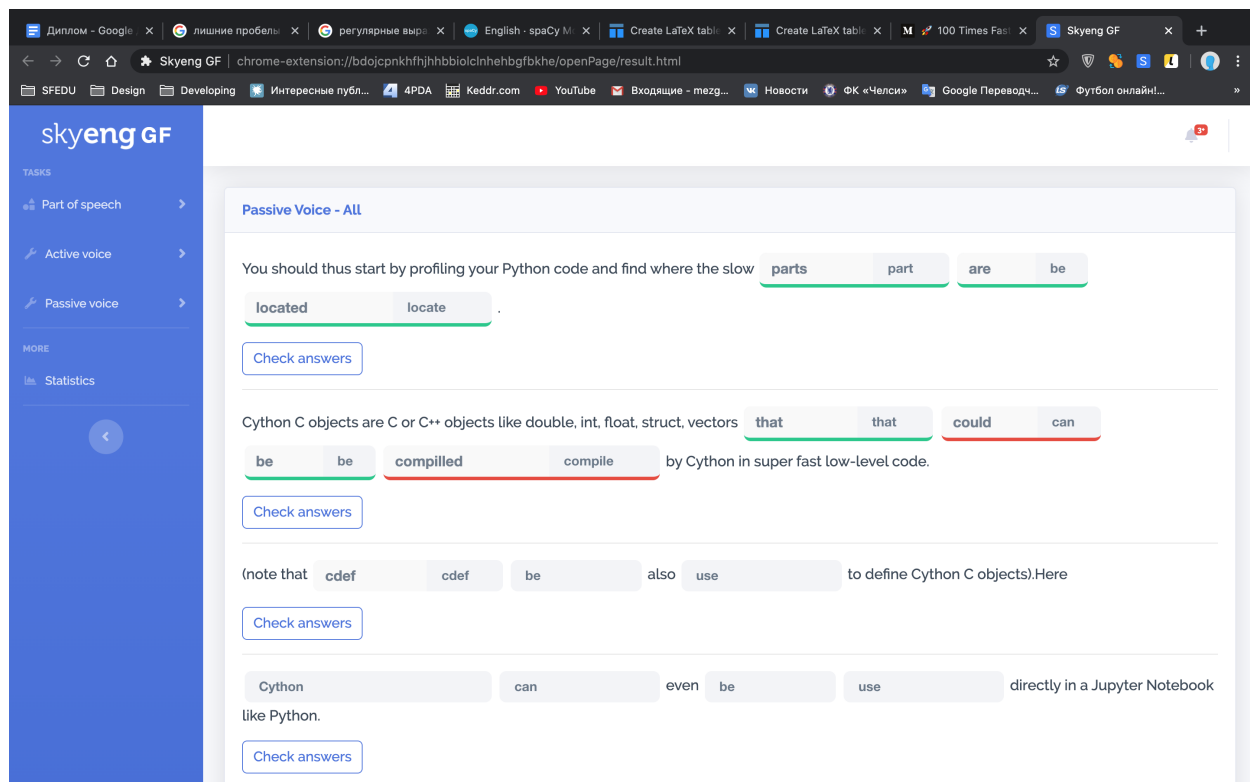 Диплом - Google лишние пробелы регулярные выра English · spaCy Mo Create LaTeX table Create LaTeX table M 🚀 100 Times Fast S Skyeng GF
Skyeng GF | chrome-extension://bdojcpnkhfhjhhbbiolclnhehbgfbkhe/openPage/result.html
SFEDU Design Developing Интересные публ... 4PDA Keddr.com YouTube Входящие - mezg... Новости ФК «Челси» Google Переводч... Футбол онлайн!... »
skyeng GF
3+
TASKS
Part of speech
Active voice
Passive voice
MORE
Statistics
Passive Voice - All
You should thus start by profiling your Python code and find where the slow parts part are be
located locate .
Check answers
Cython C objects are C or C++ objects like double, int, float, struct, vectors that that could can
be be compilled compile by Cython in super fast low-level code.
Check answers
(note that cdef cdef be also use to define Cython C objects).Here
Check answers
Cython can even be use directly in a Jupyter Notebook
like Python.
Check answers